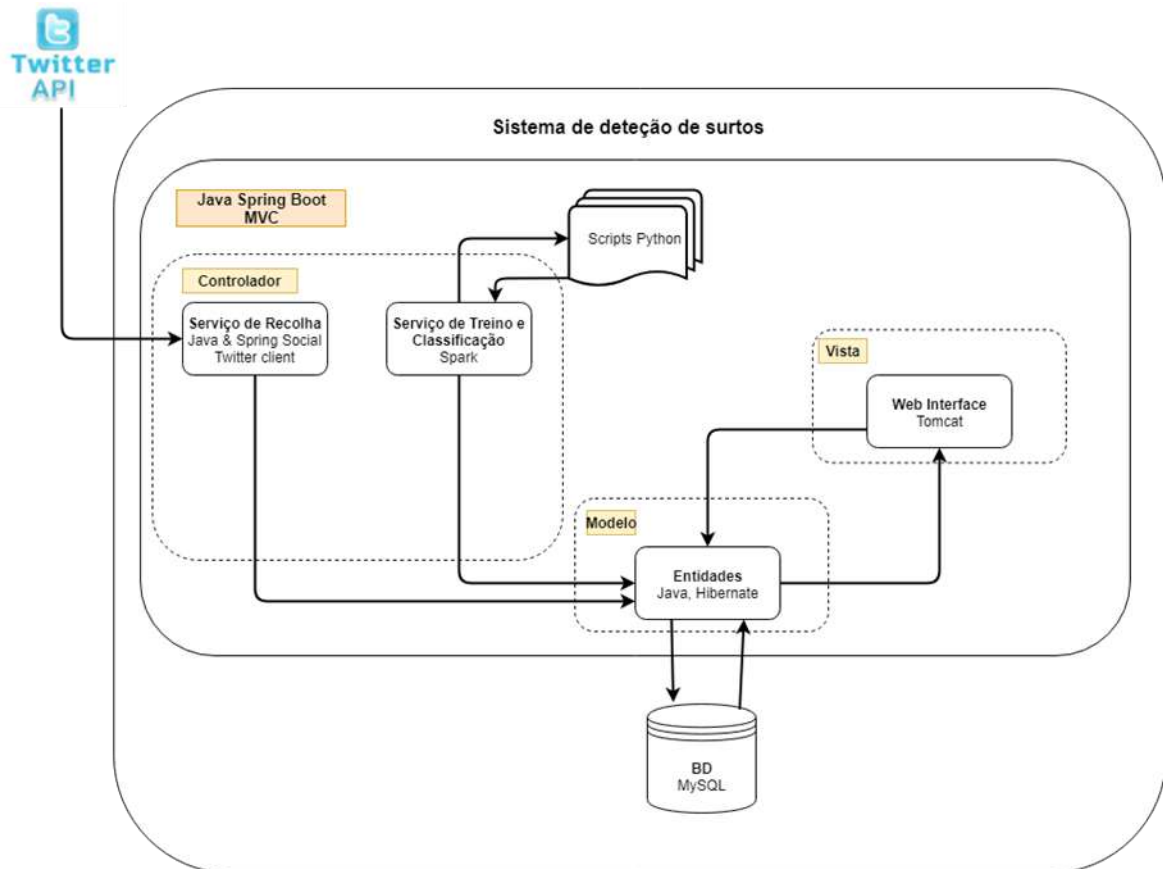 Twitter
API
Sistema de deteção de surtos
Java Spring Boot
MVC
Scripts Python
Controlador
Serviço de Recolha
Java & Spring Social
Twitter client
Serviço de Treino e
Classificação
Spark
Vista
Web Interface
Tomcat
Modelo
Entidades
Java, Hibernate
BD
MySQL